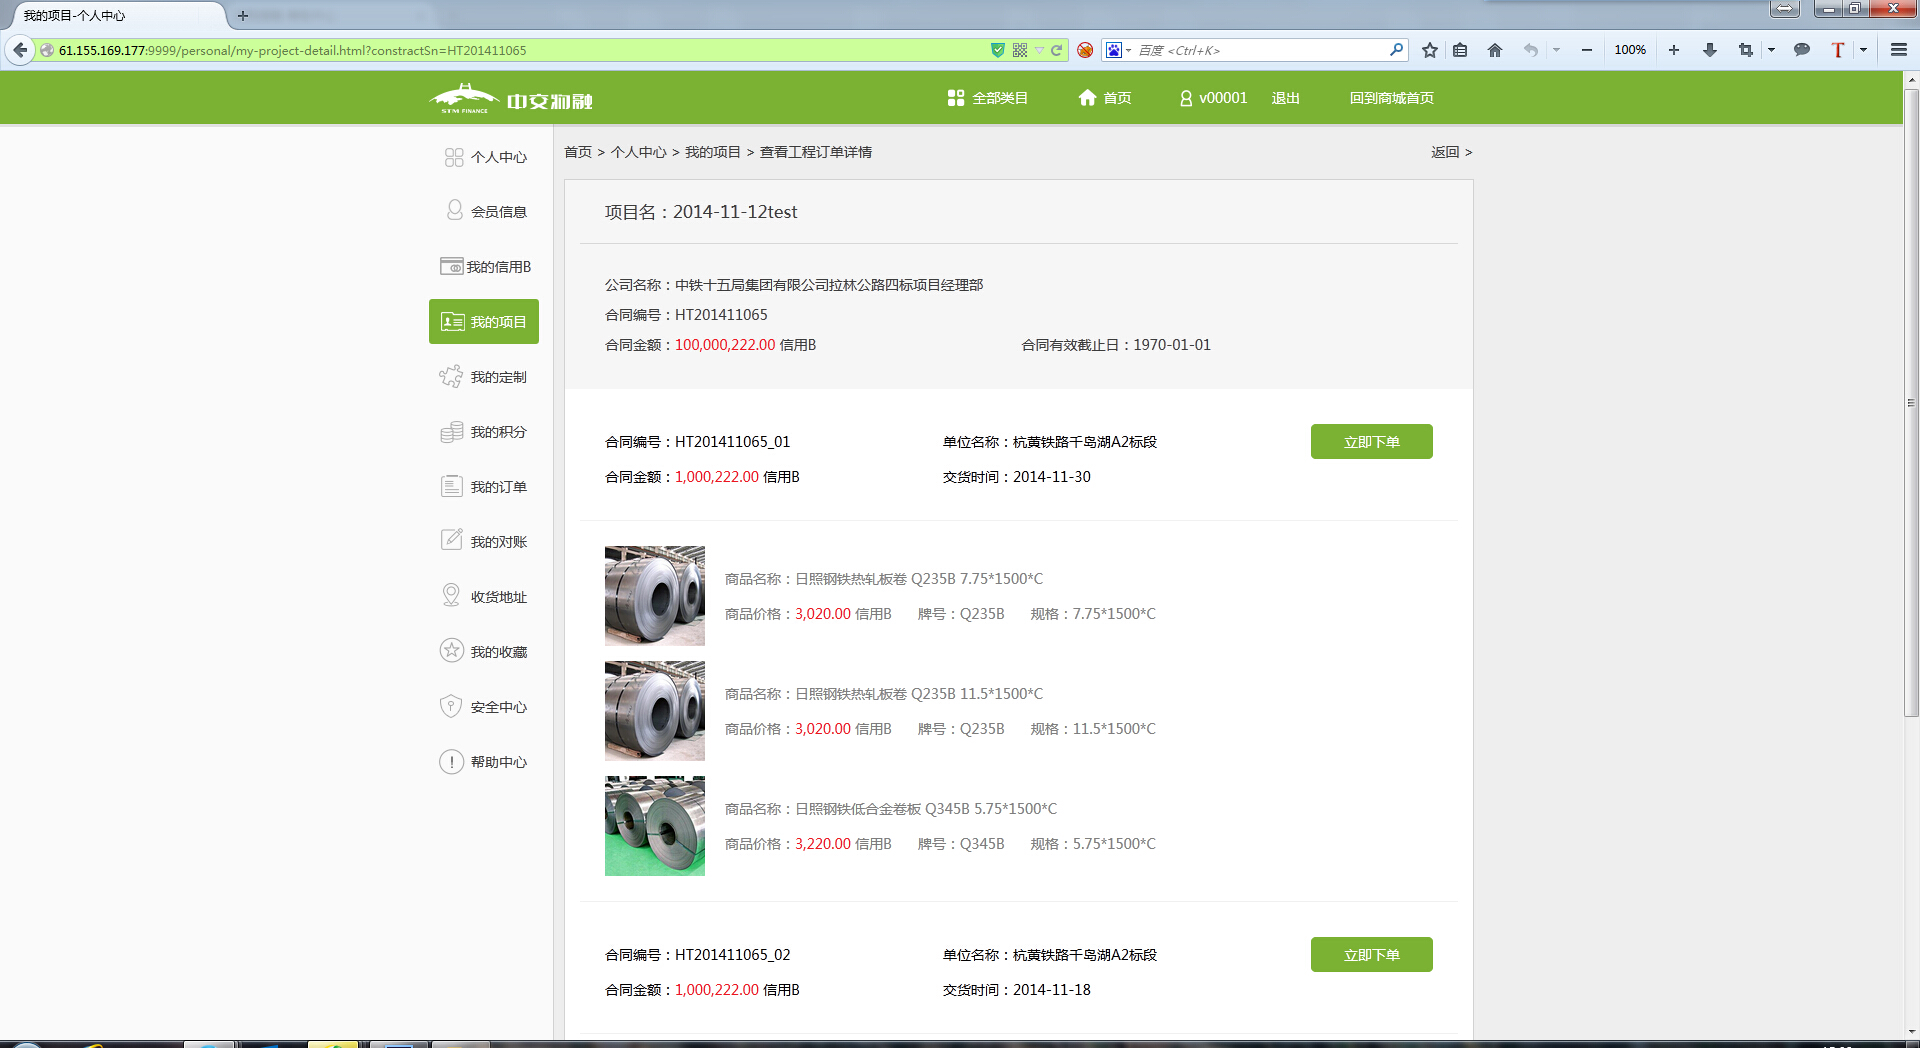 我的项目-个人中心
61.155.169.177:9999/personal/my-project-detail.html?constractSn=HT201411065
百度 <Ctrl+K>
100%
STM FINANCE
中交物融
全部类目
首页
v00001
退出
回到商城首页
个人中心
会员信息
我的信用B
我的项目
我的定制
我的积分
我的订单
我的对账
收货地址
我的收藏
安全中心
帮助中心
首页 > 个人中心 > 我的项目 > 查看工程订单详情
返回 >
项目名：2014-11-12test
公司名称：中铁十五局集团有限公司拉林公路四标项目经理部
合同编号：HT201411065
合同金额：100,000,222.00 信用B
合同有效截止日：1970-01-01
合同编号：HT201411065_01
单位名称：杭黄铁路千岛湖A2标段
立即下单
合同金额：1,000,222.00 信用B
交货时间：2014-11-30
商品名称：日照钢铁热轧板卷 Q235B 7.75*1500*C
商品价格：3,020.00 信用B 牌号：Q235B 规格：7.75*1500*C
商品名称：日照钢铁热轧板卷 Q235B 11.5*1500*C
商品价格：3,020.00 信用B 牌号：Q235B 规格：11.5*1500*C
商品名称：日照钢铁低合金卷板 Q345B 5.75*1500*C
商品价格：3,220.00 信用B 牌号：Q345B 规格：5.75*1500*C
合同编号：HT201411065_02
单位名称：杭黄铁路千岛湖A2标段
立即下单
合同金额：1,000,222.00 信用B
交货时间：2014-11-18